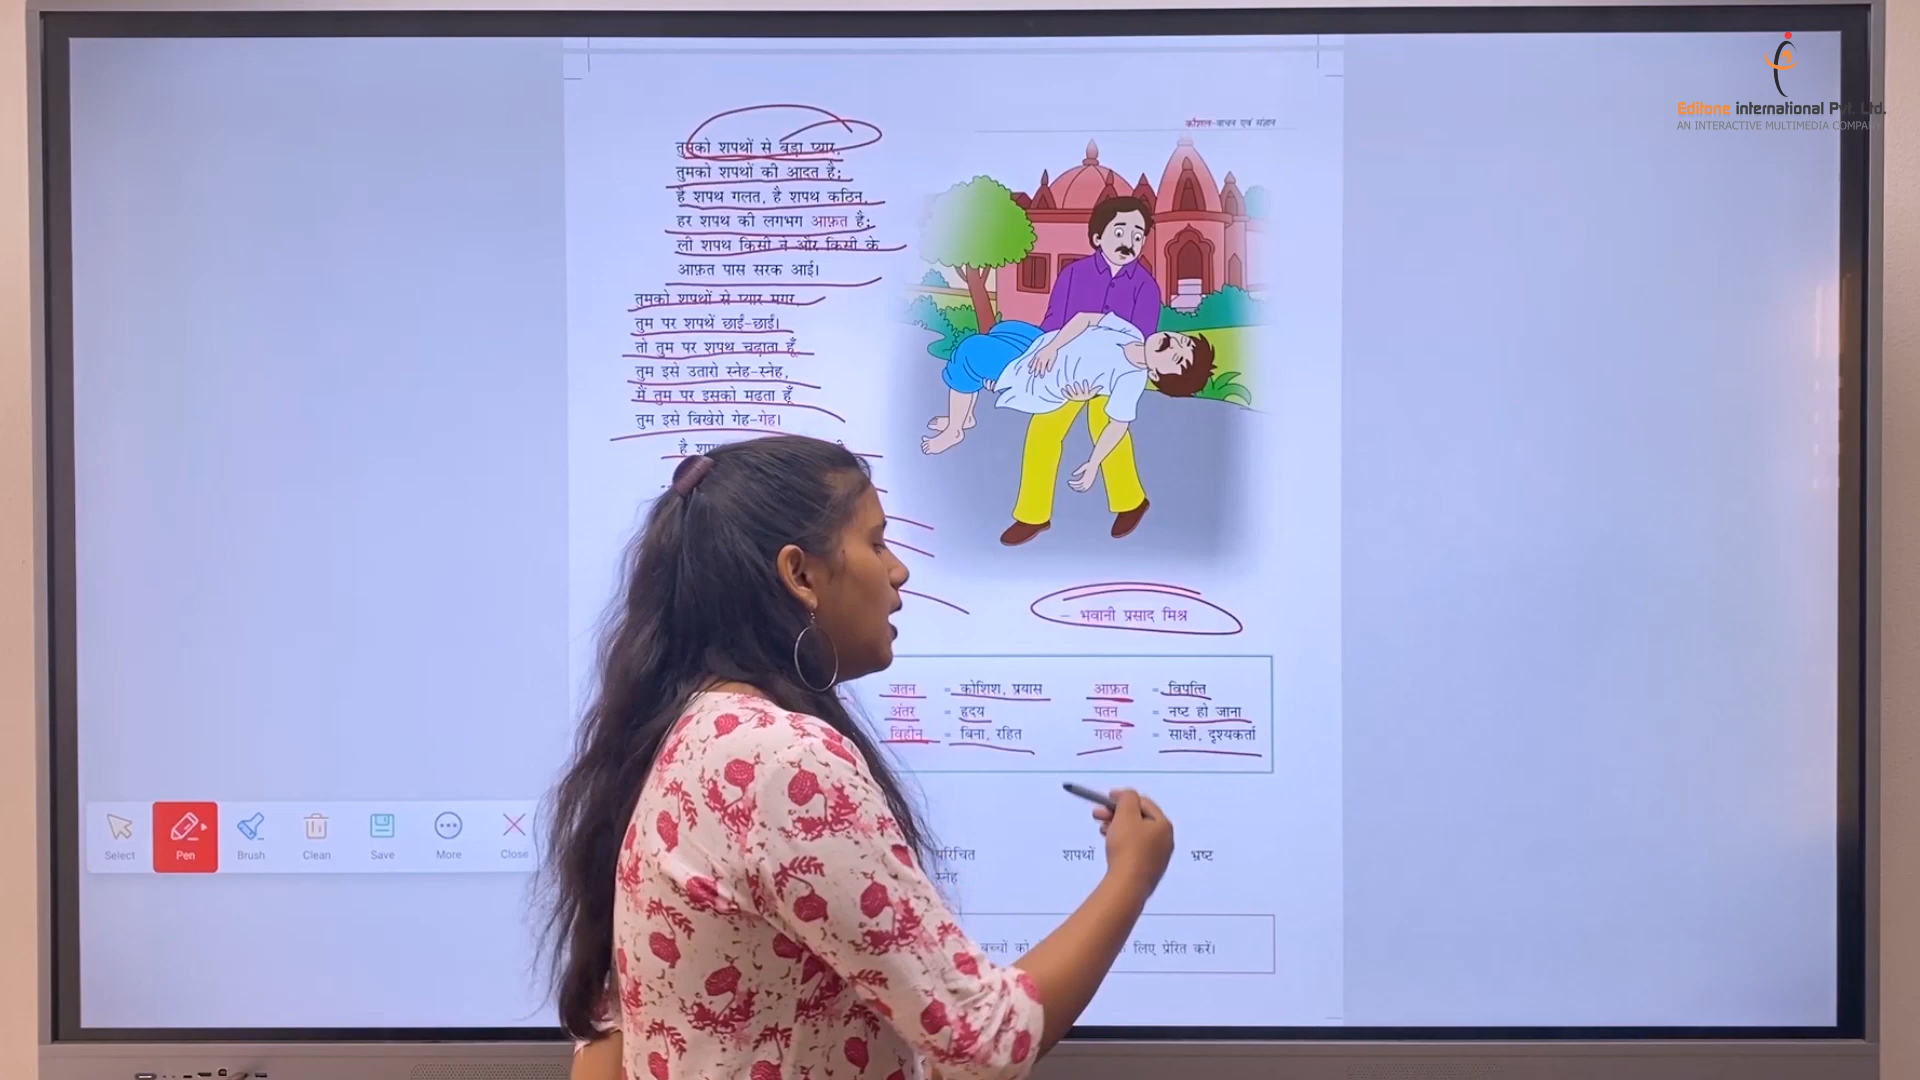 Editone international Pvt. Ltd.
AN INTERACTIVE MULTIMEDIA COMPANY
कौशल-वाचन एवं संज्ञान
तुमको शपथों से बड़ा प्यार,
तुमको शपथों की आदत है;
है शपथ गलत, है शपथ कठिन,
हर शपथ की लगभग आफ़त है;
ली शपथ किसी ने और किसी के
आफ़त पास सरक आई।
तुमको शपथों से प्यार मगर
तुम पर शपथें छाईं-छाईं।
तो तुम पर शपथ चढ़ाता हूँ
तुम इसे उतारो स्नेह-स्नेह,
मैं तुम पर इसको मढ़ता हूँ
तुम इसे बिखेरो गेह-गेह।
है
– भवानी प्रसाद मिश्र
जतन = कोशिश, प्रयास आफ़त = विपत्ति
अंतर = हृदय पतन = नष्ट हो जाना
विहीन = बिना, रहित गवाह = साक्षी, दृश्यकर्ता
परिचित शपथों भ्रष्ट
स्नेह
बच्चों को लिए प्रेरित करें।
Select Pen Brush Clean Save More Close